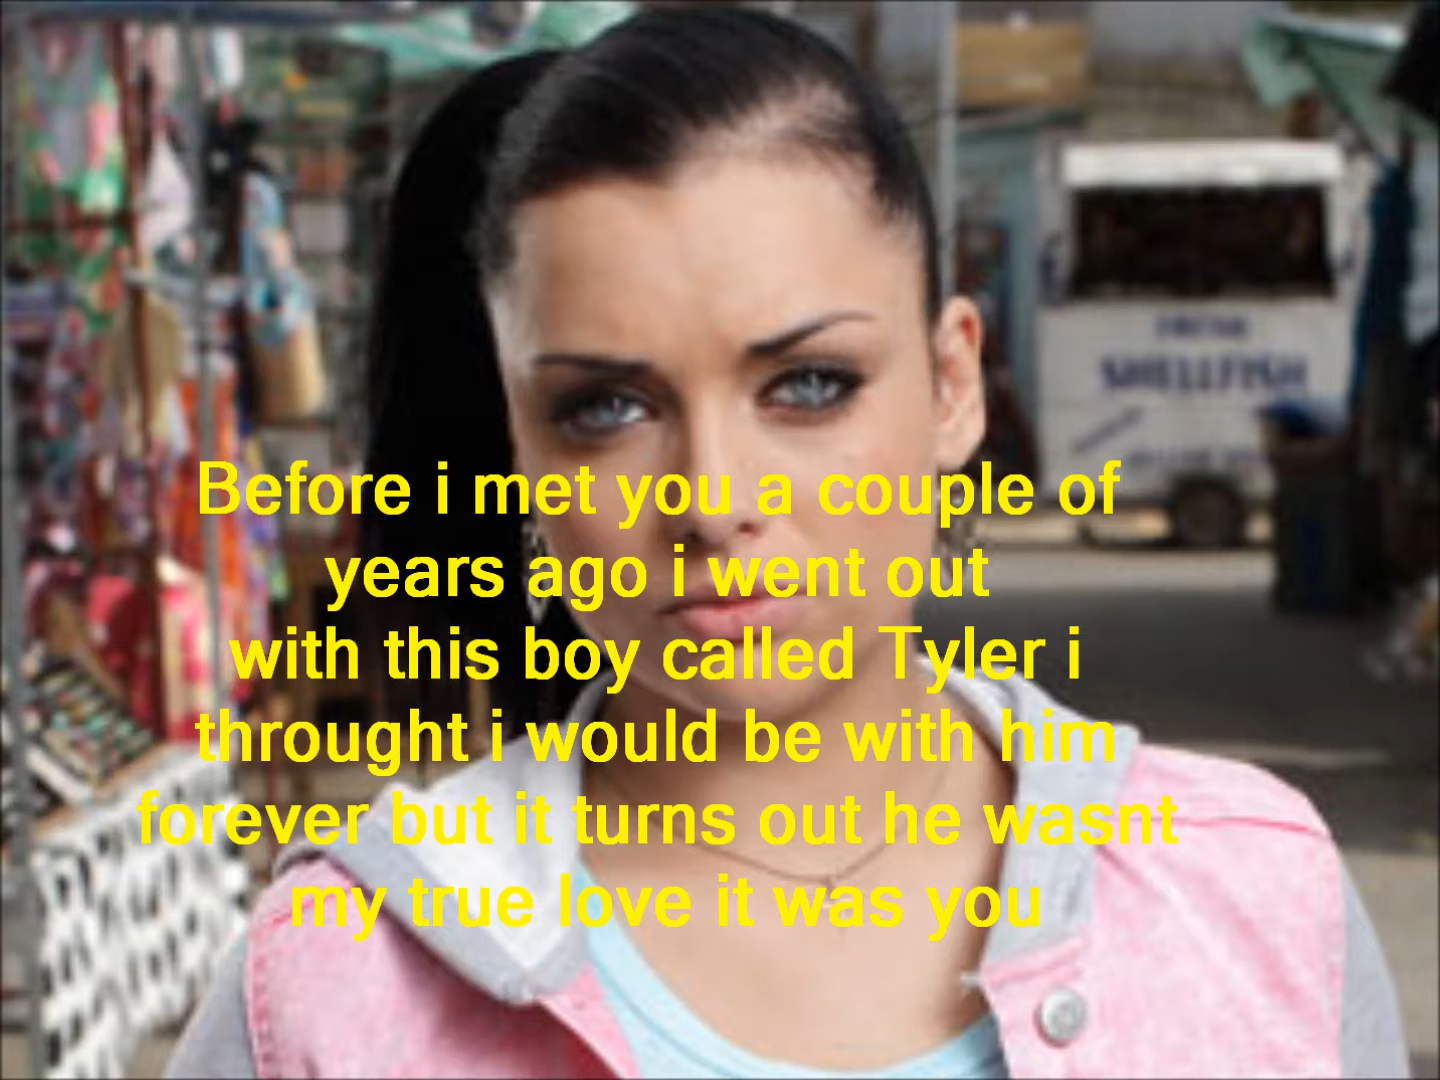 SHELLFISH
Before i met you a couple of
years ago i went out
with this boy called Tyler i
throught i would be with him
forever but it turns out he wasnt
my true love it was you